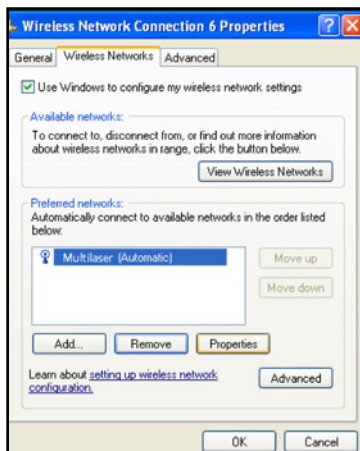 Wireless Network Connection 6 Properties
General Wireless Networks Advanced
Use Windows to configure my wireless network settings
Available networks:
To connect to, disconnect from, or find out more information
about wireless networks in range, click the button below.
View Wireless Networks
Preferred networks:
Automatically connect to available networks in the order listed
below:
Multilaser (Automatic)
Move up
Move down
Add... Remove Properties
Learn about setting up wireless network
configuration.
Advanced
OK Cancel